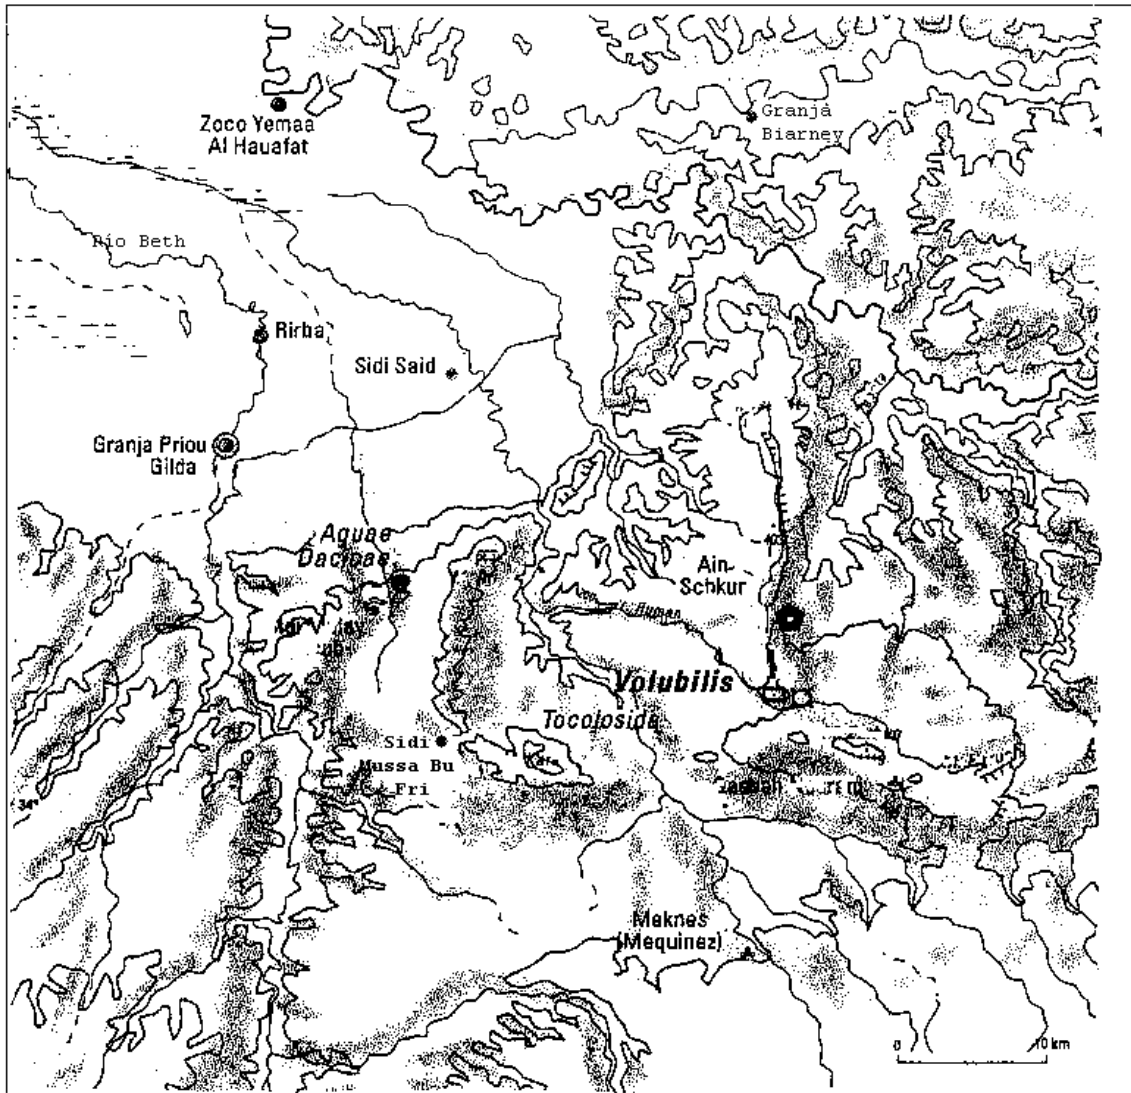 Granja
Biarney
Zoco Yemaa
Al Hauafat
Río Beth
Rirba
Sidi Said
Granja Priou
Gilda
Aquae
Dacicae
Ain
Schkur
Volubilis
Tocolosida
Sidi
Mussa Bu
Fri
34°
Meknes
(Mequinez)
0 10 km